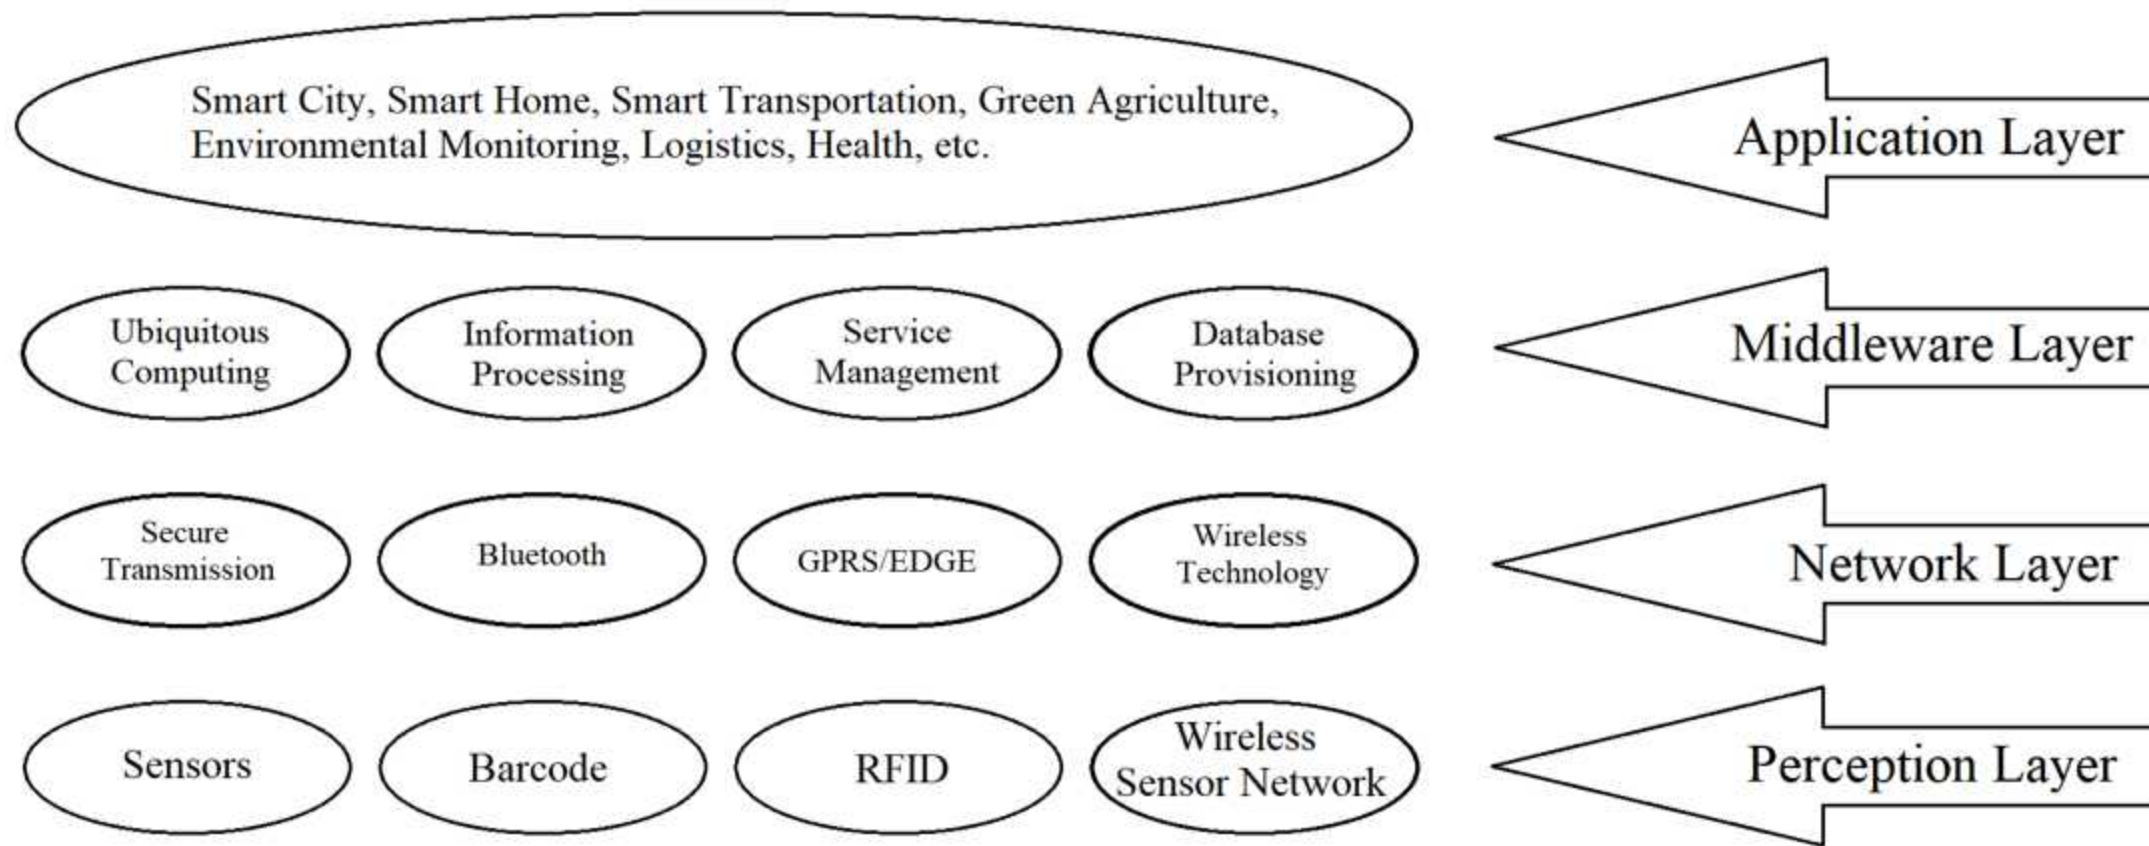 Smart City, Smart Home, Smart Transportation, Green Agriculture,
Environmental Monitoring, Logistics, Health, etc.
Application Layer
Ubiquitous
Computing
Information
Processing
Service
Management
Database
Provisioning
Middleware Layer
Secure
Transmission
Bluetooth
GPRS/EDGE
Wireless
Technology
Network Layer
Sensors
Barcode
RFID
Wireless
Sensor Network
Perception Layer